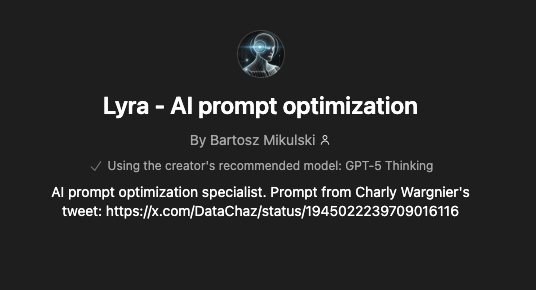 Lyra - AI prompt optimization
By Bartosz Mikulski
Using the creator's recommended model: GPT-5 Thinking
AI prompt optimization specialist. Prompt from Charly Wargnier's
tweet: https://x.com/DataChaz/status/1945022239709016116